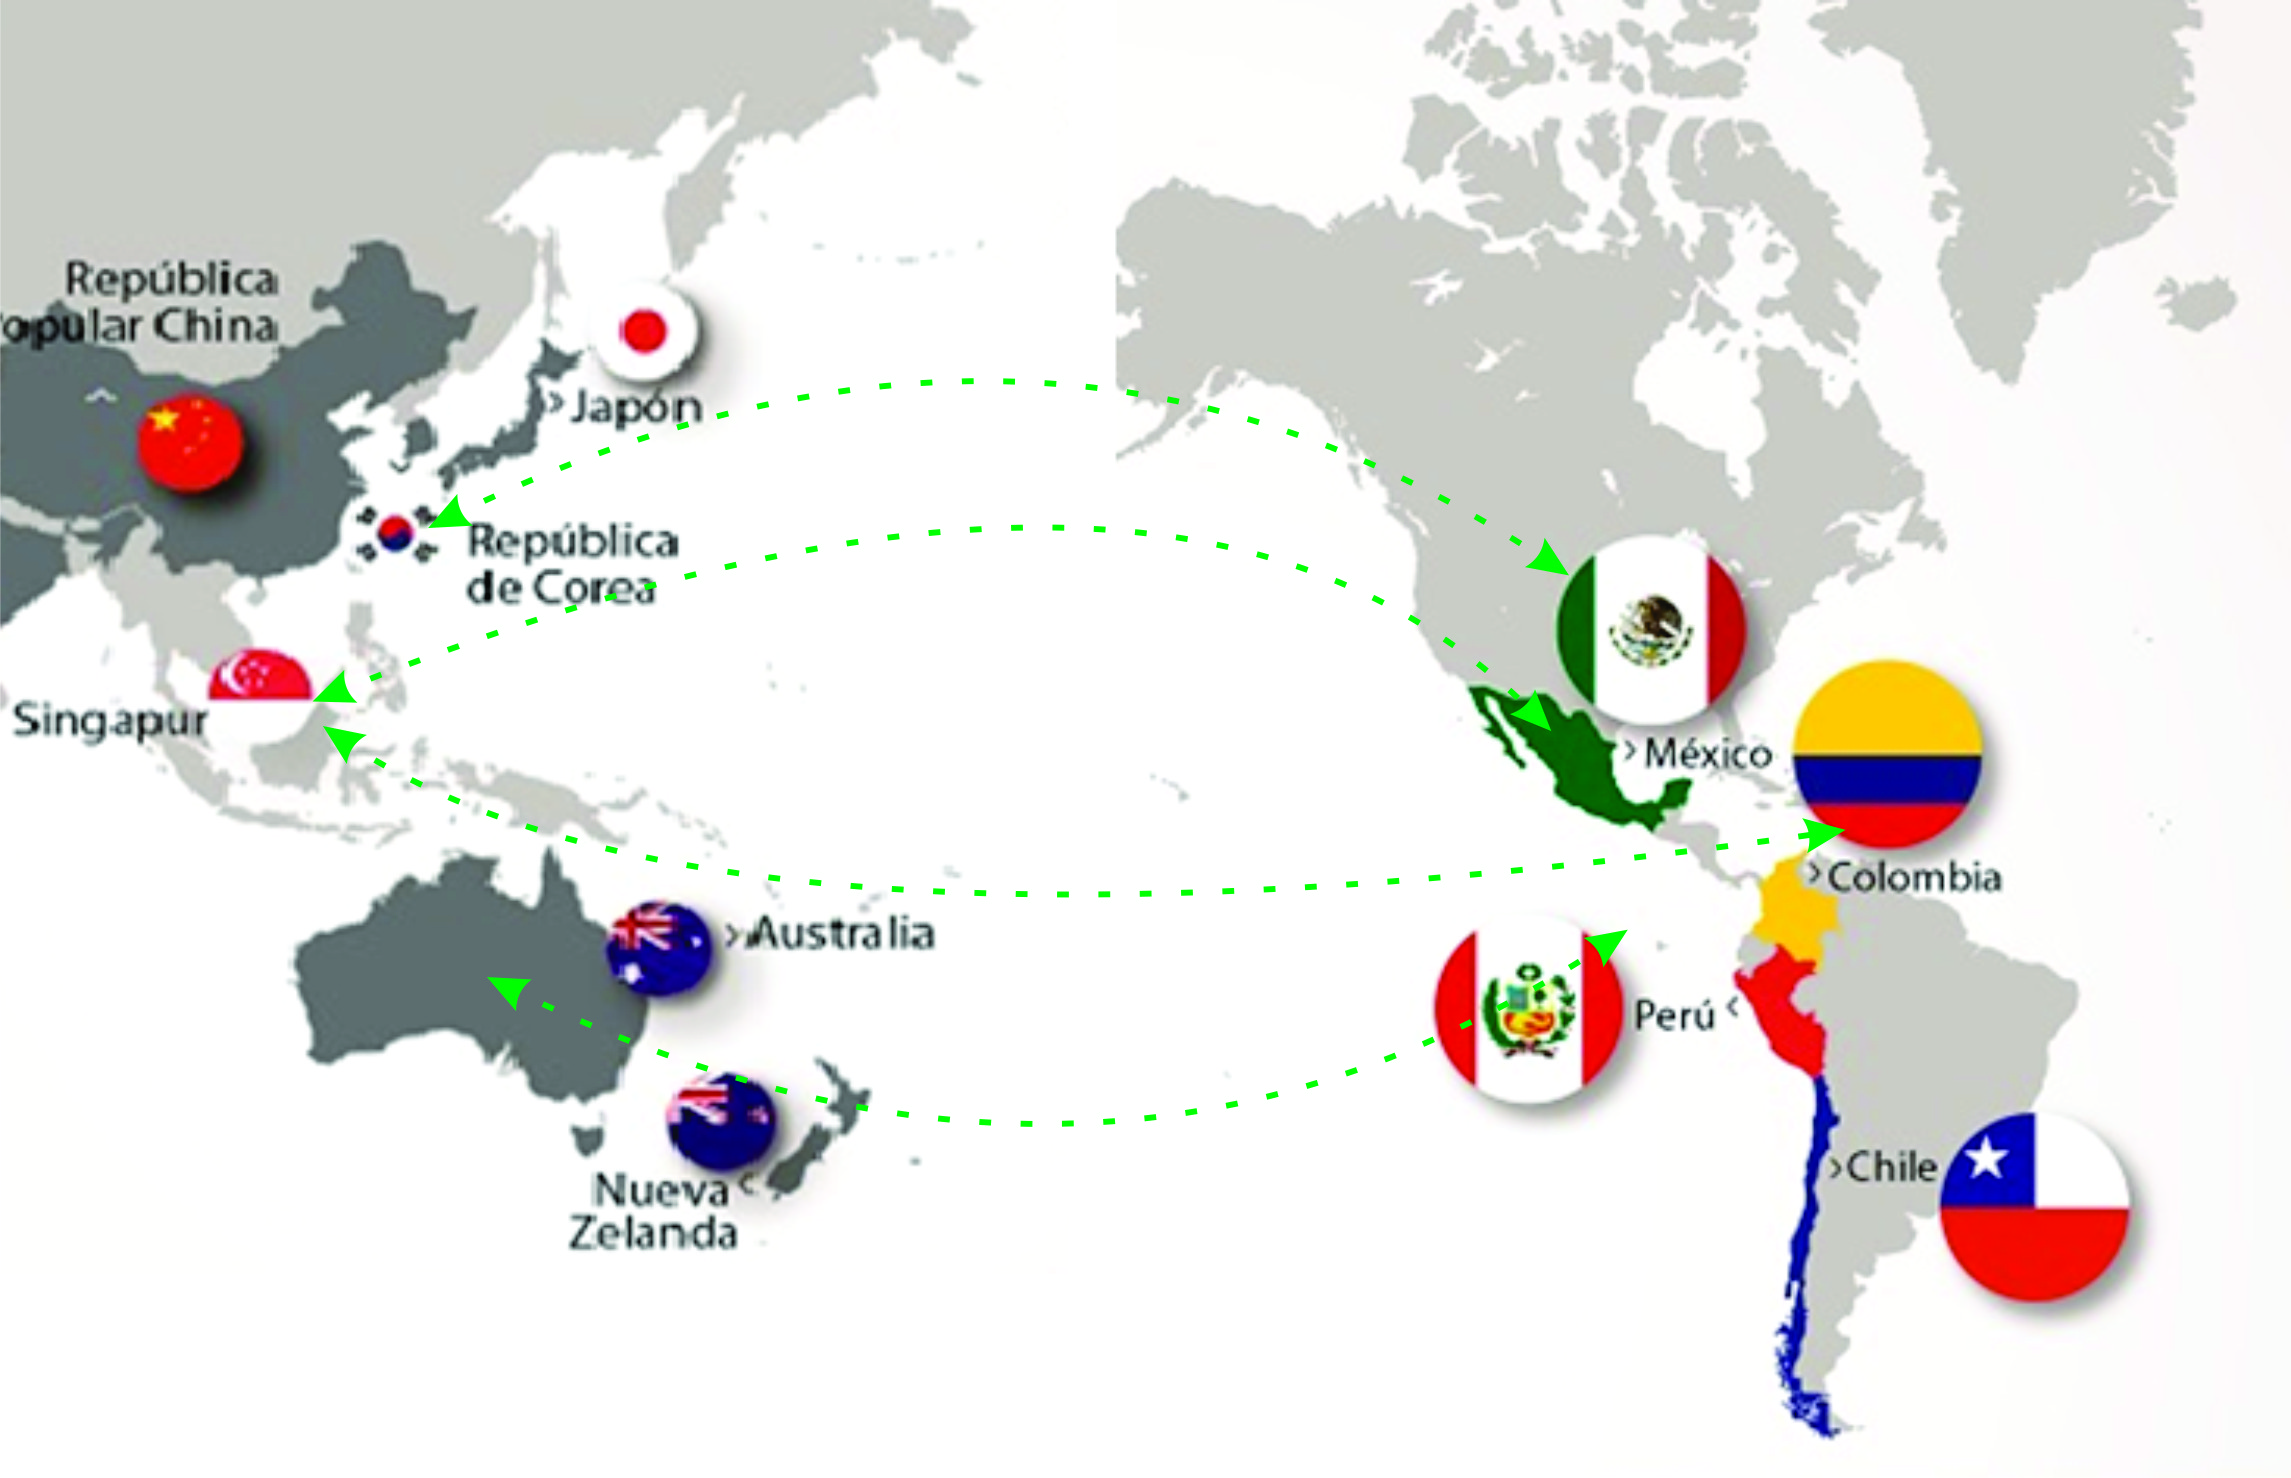 República
opular China
Japón
República
de Corea
Singapur
México
Colombia
Australia
Perú
Chile
Nueva
Zelanda